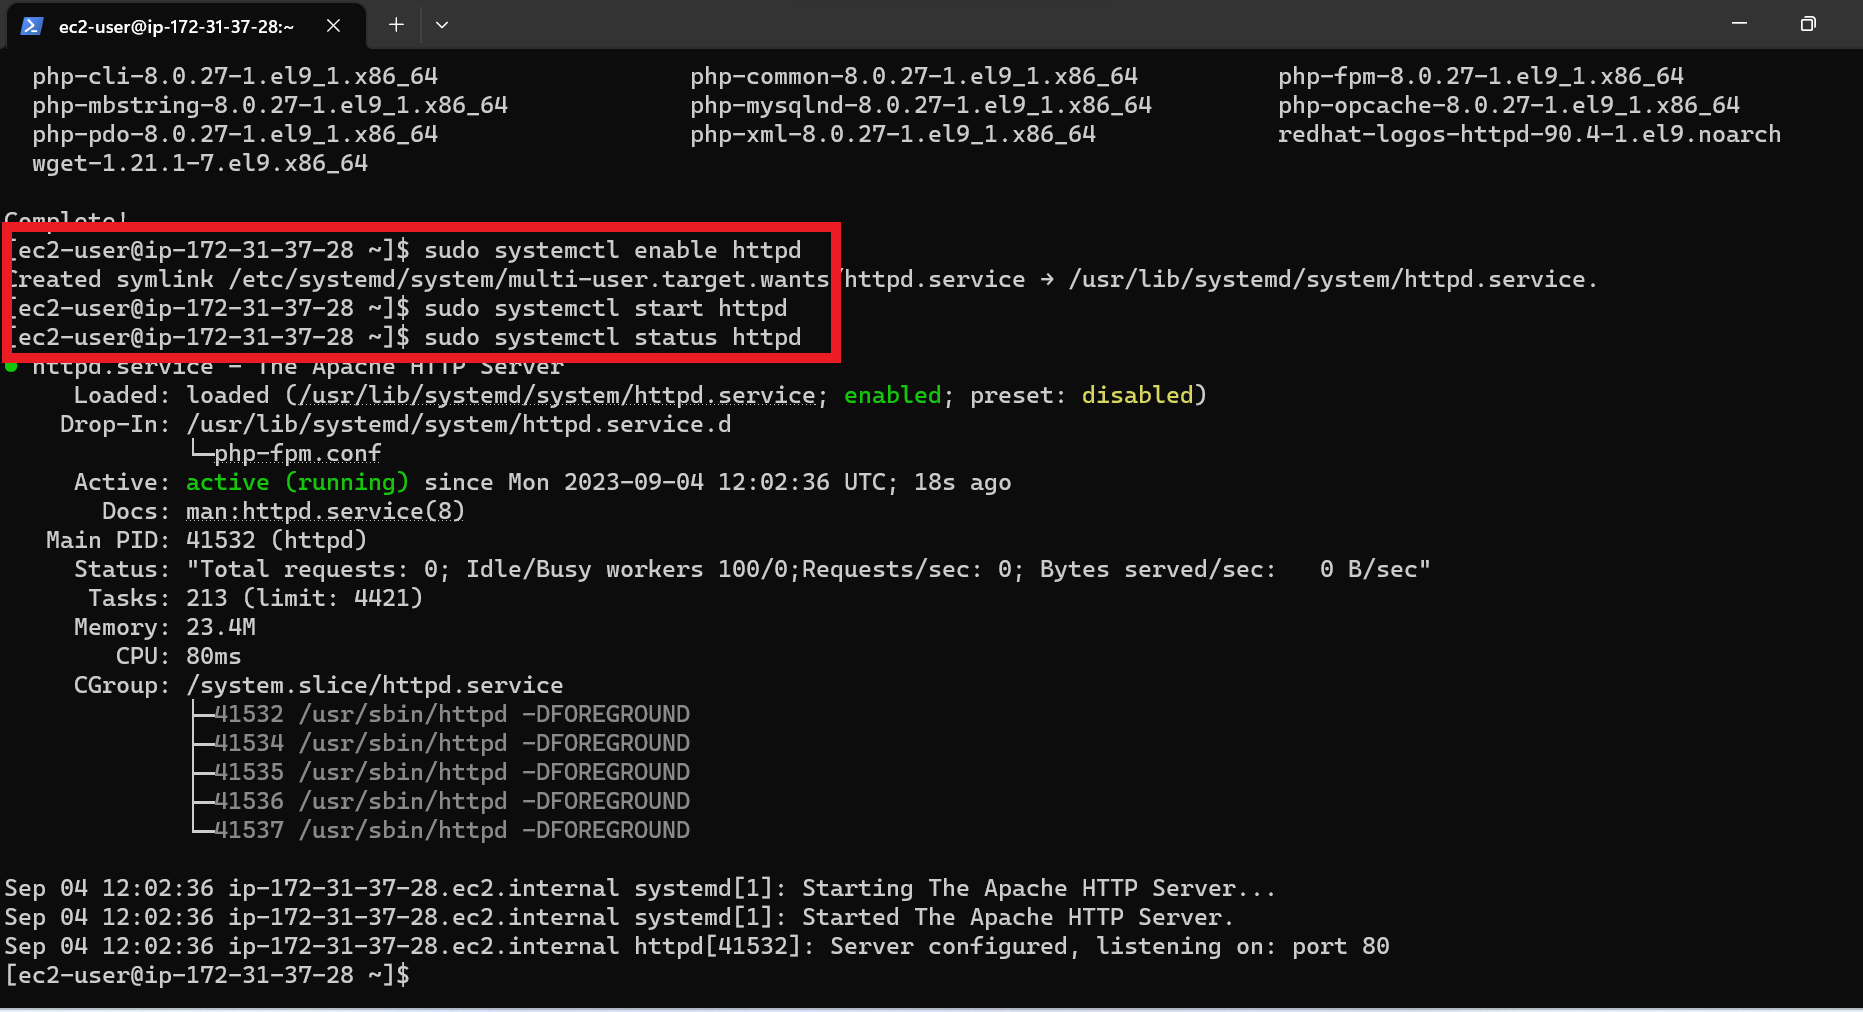 ec2-user@ip-172-31-37-28:~
php-cli-8.0.27-1.el9_1.x86_64 php-common-8.0.27-1.el9_1.x86_64 php-fpm-8.0.27-1.el9_1.x86_64
php-mbstring-8.0.27-1.el9_1.x86_64 php-mysqlnd-8.0.27-1.el9_1.x86_64 php-opcache-8.0.27-1.el9_1.x86_64
php-pdo-8.0.27-1.el9_1.x86_64 php-xml-8.0.27-1.el9_1.x86_64 redhat-logos-httpd-90.4-1.el9.noarch
wget-1.21.1-7.el9.x86_64
Complete!
[ec2-user@ip-172-31-37-28 ~]$ sudo systemctl enable httpd
Created symlink /etc/systemd/system/multi-user.target.wants/httpd.service → /usr/lib/systemd/system/httpd.service.
[ec2-user@ip-172-31-37-28 ~]$ sudo systemctl start httpd
[ec2-user@ip-172-31-37-28 ~]$ sudo systemctl status httpd
● httpd.service - The Apache HTTP Server
Loaded: loaded (/usr/lib/systemd/system/httpd.service; enabled; preset: disabled)
Drop-In: /usr/lib/systemd/system/httpd.service.d
└─php-fpm.conf
Active: active (running) since Mon 2023-09-04 12:02:36 UTC; 18s ago
Docs: man:httpd.service(8)
Main PID: 41532 (httpd)
Status: "Total requests: 0; Idle/Busy workers 100/0;Requests/sec: 0; Bytes served/sec:   0 B/sec"
Tasks: 213 (limit: 4421)
Memory: 23.4M
CPU: 80ms
CGroup: /system.slice/httpd.service
├─41532 /usr/sbin/httpd -DFOREGROUND
├─41534 /usr/sbin/httpd -DFOREGROUND
├─41535 /usr/sbin/httpd -DFOREGROUND
├─41536 /usr/sbin/httpd -DFOREGROUND
└─41537 /usr/sbin/httpd -DFOREGROUND
Sep 04 12:02:36 ip-172-31-37-28.ec2.internal systemd[1]: Starting The Apache HTTP Server...
Sep 04 12:02:36 ip-172-31-37-28.ec2.internal systemd[1]: Started The Apache HTTP Server.
Sep 04 12:02:36 ip-172-31-37-28.ec2.internal httpd[41532]: Server configured, listening on: port 80
[ec2-user@ip-172-31-37-28 ~]$